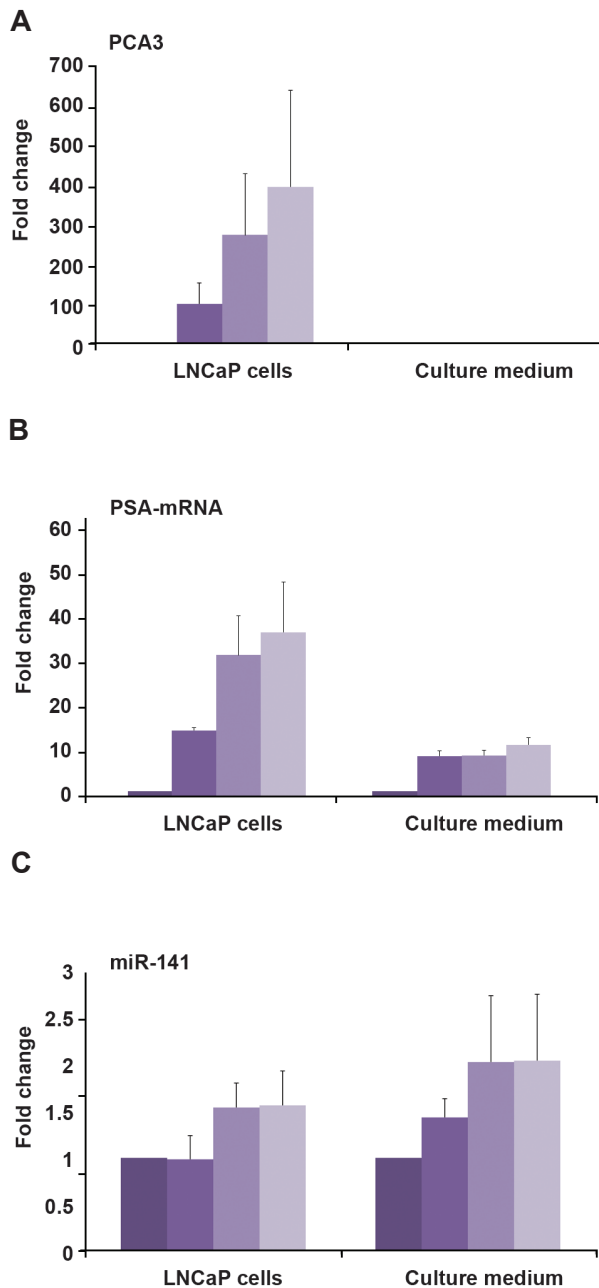 A
PCA3
Fold change
700
600
500
400
300
200
100
0
LNCaP cells
Culture medium
B
PSA-mRNA
Fold change
60
50
40
30
20
10
0
LNCaP cells
Culture medium
C
miR-141
Fold change
3
2.5
2
1.5
1
0.5
0
LNCaP cells
Culture medium